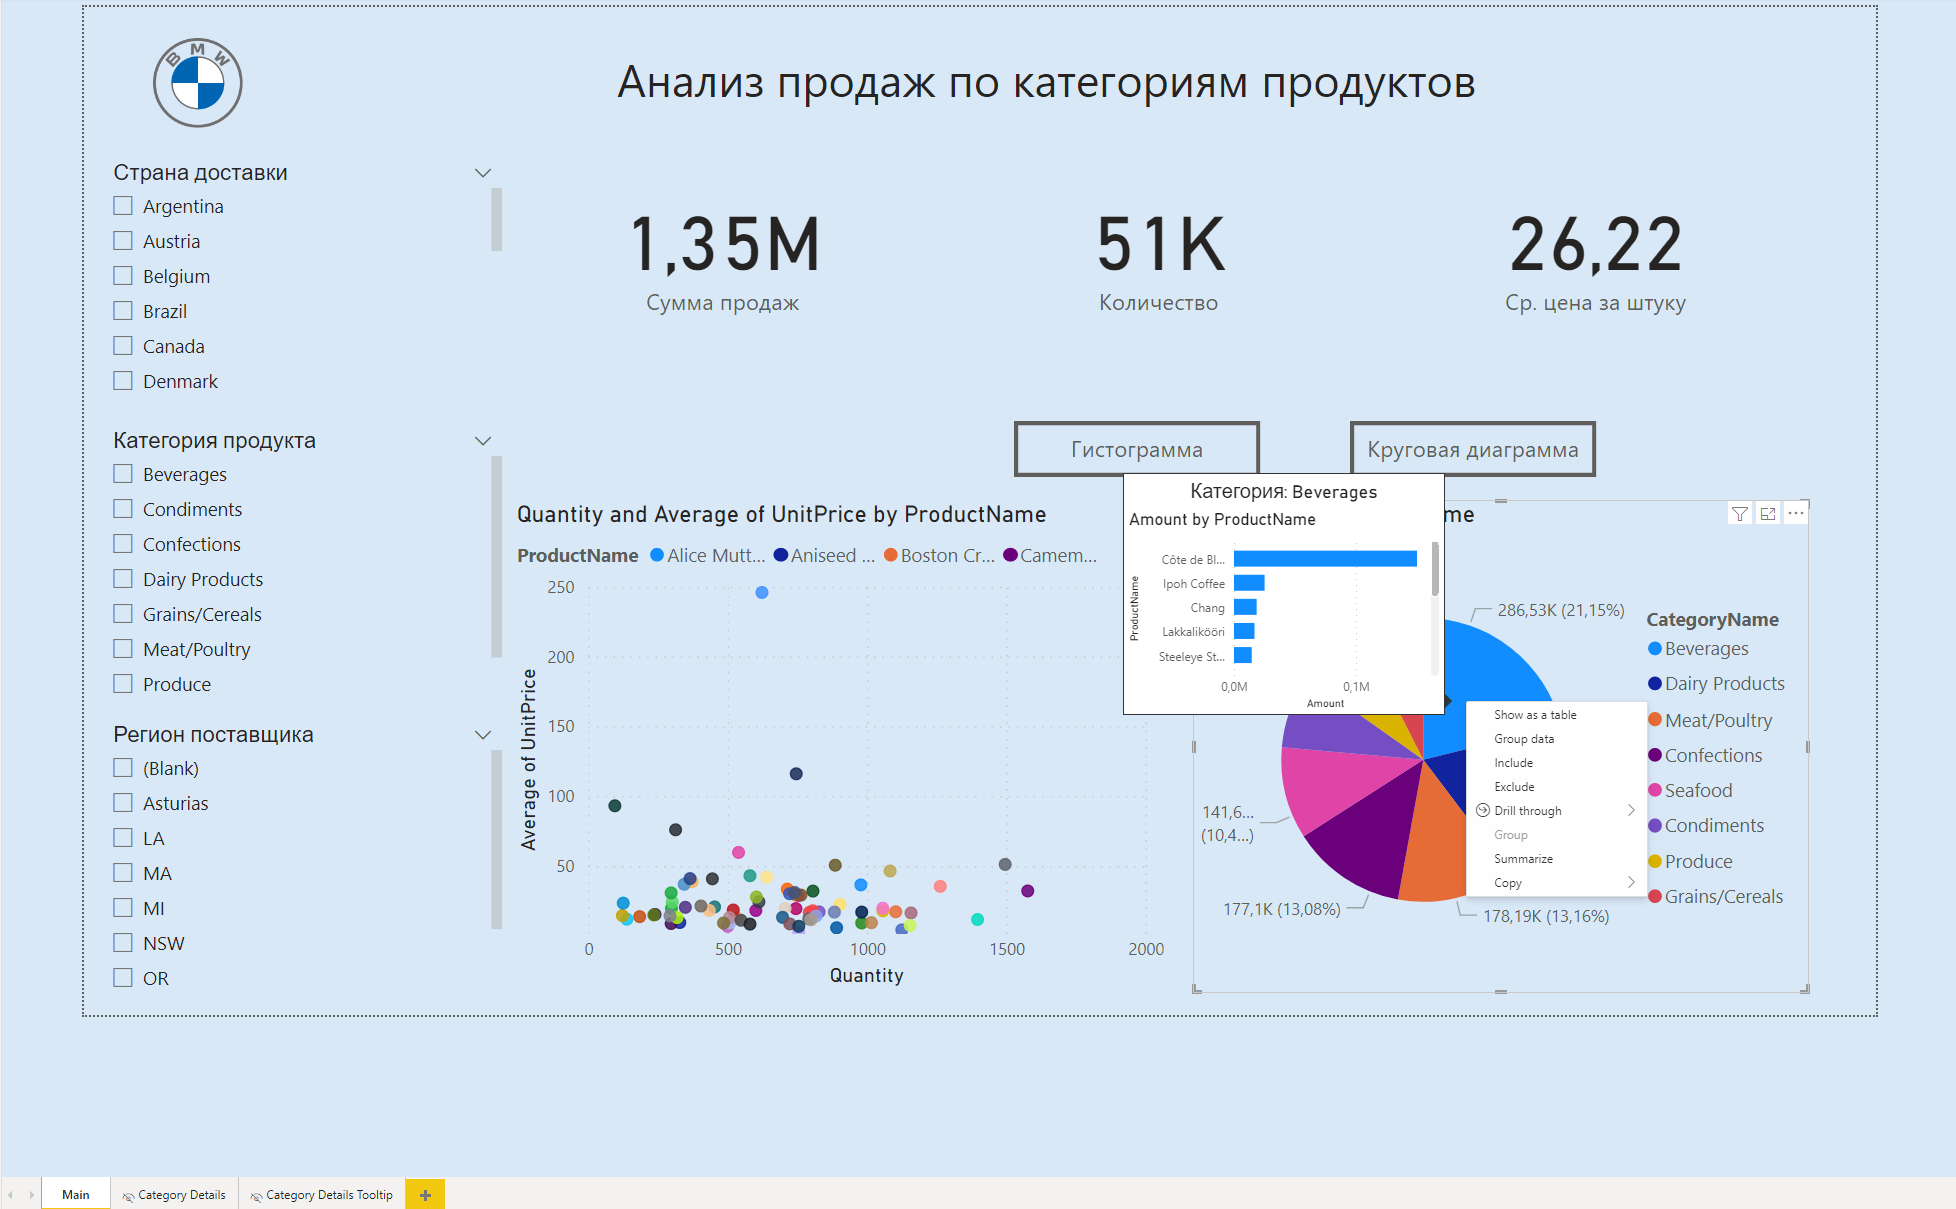 BMW
Анализ продаж по категориям продуктов
Страна доставки
Argentina
Austria
Belgium
Brazil
Canada
Denmark
Категория продукта
Beverages
Condiments
Confections
Dairy Products
Grains/Cereals
Meat/Poultry
Produce
Регион поставщика
(Blank)
Asturias
LA
MA
MI
NSW
OR
1,35M
Сумма продаж
51K
Количество
26,22
Ср. цена за штуку
Гистограмма
Круговая диаграмма
Quantity and Average of UnitPrice by ProductName
ProductName Alice Mutt... Aniseed ... Boston Cr... Camem...
250
200
150
100
50
Average of UnitPrice
0 500 1000 1500 2000
Quantity
Категория: Beverages
Amount by ProductName
ProductName
Côte de Bl...
Ipoh Coffee
Chang
Lakkalikööri
Steeleye St...
0,0M 0,1M
Amount
me
286,53K (21,15%)
141,6...
(10,4...)
177,1K (13,08%)
178,19K (13,16%)
CategoryName
Beverages
Dairy Products
Meat/Poultry
Confections
Seafood
Condiments
Produce
Grains/Cereals
Show as a table
Group data
Include
Exclude
Drill through
Group
Summarize
Copy
Main Category Details Category Details Tooltip +